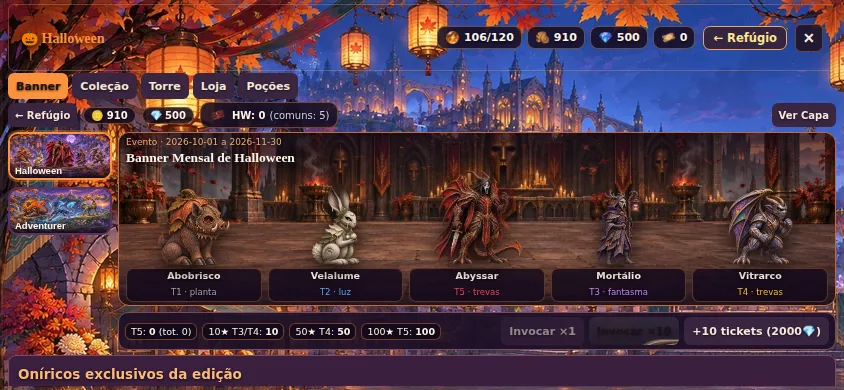 Halloween
106/120
910
500
0
← Refúgio
✕
Banner
Coleção
Torre
Loja
Poções
← Refúgio
910
500
HW: 0 (comuns: 5)
Ver Capa
Halloween
Adventurer
Evento · 2026-10-01 a 2026-11-30
Banner Mensal de Halloween
Abobrisco
T1 · planta
Velalume
T2 · luz
Abyssar
T5 · trevas
Mortálio
T3 · fantasma
Vitrarco
T4 · trevas
T5: 0 (tot. 0)
10★ T3/T4: 10
50★ T4: 50
100★ T5: 100
Invocar ×1
Invocar ×10
+10 tickets (2000💎)
Oníricos exclusivos da edição